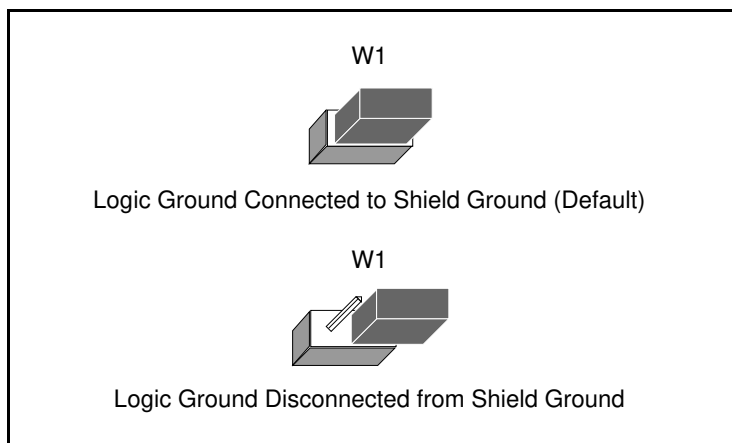 W1
Logic Ground Connected to Shield Ground (Default)
W1
Logic Ground Disconnected from Shield Ground